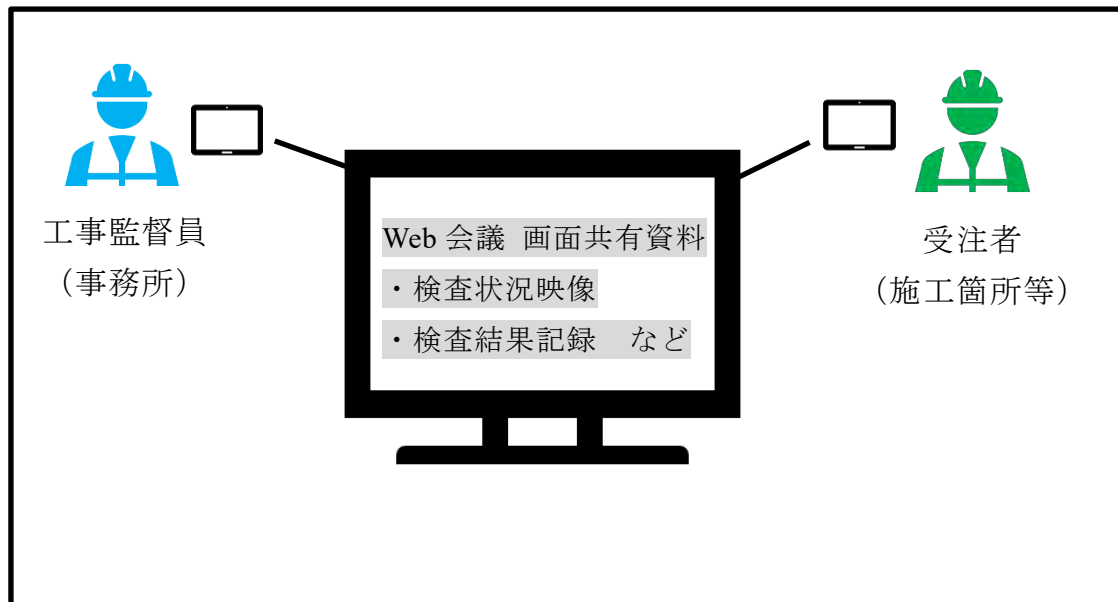 工事監督員
（事務所）
Web 会議 画面共有資料
・検査状況映像
・検査結果記録　など
受注者
（施工箇所等）